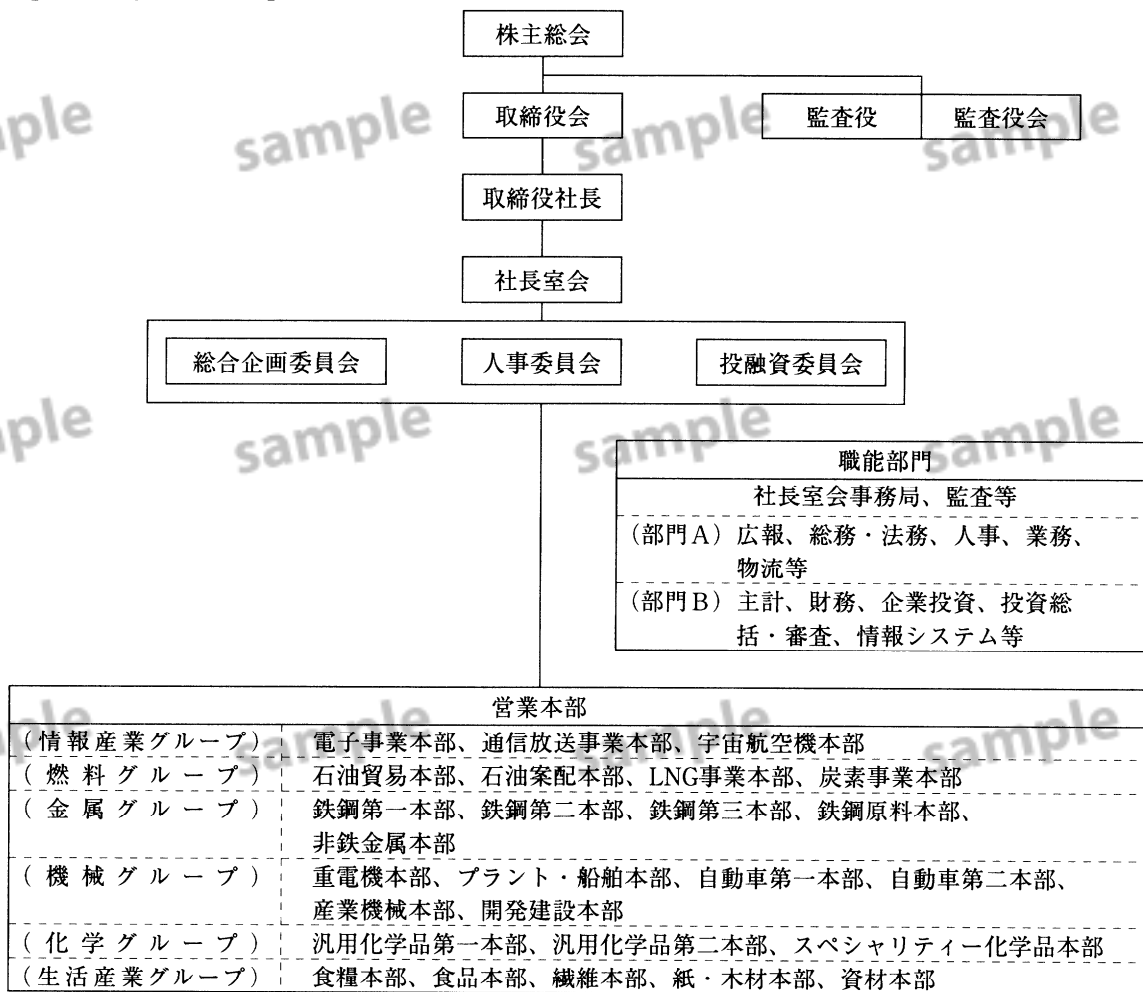 株主総会
取締役会
監査役
監査役会
取締役社長
社長室会
総合企画委員会
人事委員会
投融資委員会
職能部門
社長室会事務局、監査等
(部門A) 広報、総務・法務、人事、業務、
物流等
(部門B) 主計、財務、企業投資、投資総
括・審査、情報システム等
営業本部
(情報産業グループ) 電子事業本部、通信放送事業本部、宇宙航空機本部
(燃料グループ) 石油貿易本部、石油案配本部、LNG事業本部、炭素事業本部
(金属グループ) 鉄鋼第一本部、鉄鋼第二本部、鉄鋼第三本部、鉄鋼原料本部、
非鉄金属本部
(機械グループ) 重電機本部、プラント・船舶本部、自動車第一本部、自動車第二本部、
産業機械本部、開発建設本部
(化学グループ) 汎用化学品第一本部、汎用化学品第二本部、スペシャリティー化学品本部
(生活産業グループ) 食糧本部、食品本部、繊維本部、紙・木材本部、資材本部
sample
sample
sample
sample
sample
sample
sample
sample
sample